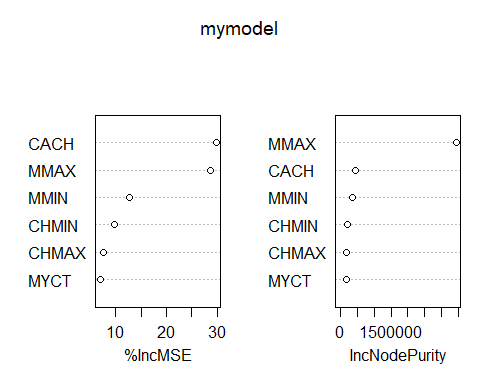 mymodel
CACH
MMAX
MMIN
CHMIN
CHMAX
MYCT
10 20 30
%IncMSE
MMAX
CACH
MMIN
CHMIN
CHMAX
MYCT
0 1500000
IncNodePurity